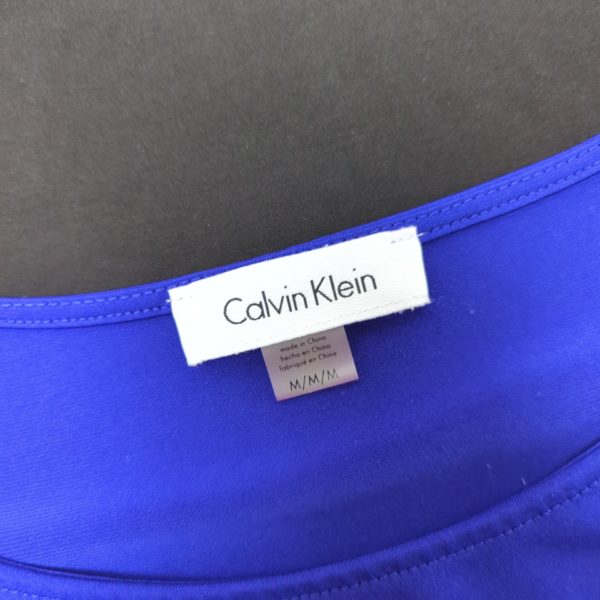 Calvin Klein
made in China
hecho en China
fabriqué en Chine
M/M/M